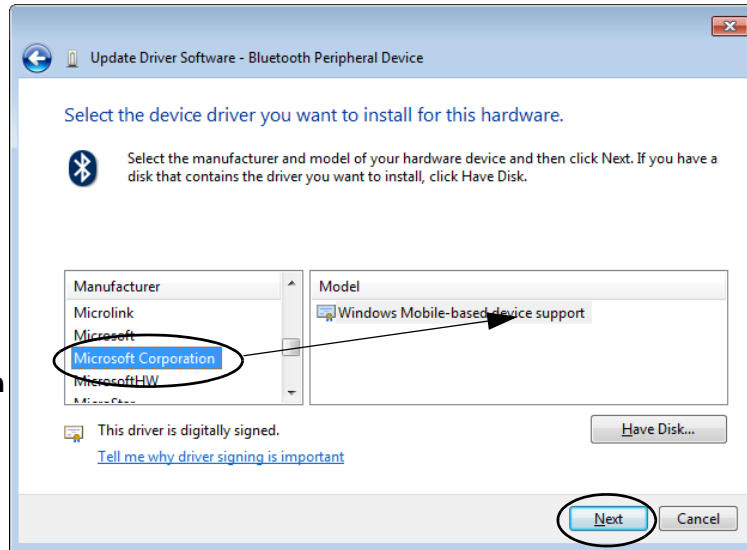 Update Driver Software - Bluetooth Peripheral Device
Select the device driver you want to install for this hardware.
Select the manufacturer and model of your hardware device and then click Next. If you have a
disk that contains the driver you want to install, click Have Disk.
Manufacturer
Model
Microlink
Windows Mobile-based device support
Microsoft
Microsoft Corporation
MicrosoftHW
This driver is digitally signed.
Have Disk...
Tell me why driver signing is important
Next
Cancel